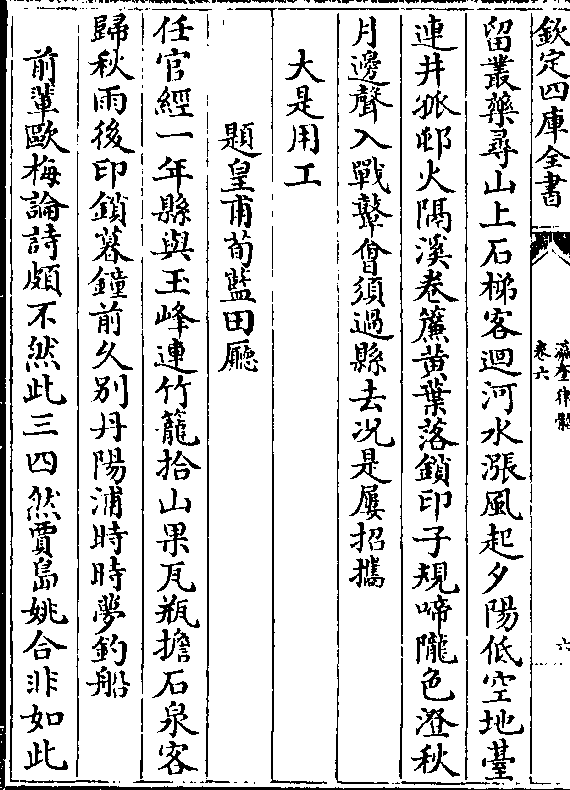 欽定四庫全書
瀛奎律髓
卷六
六
留叢藥尋山上石梯客迴河水漲風起夕陽低空地臺
連井孤邨火隔溪卷簾黄葉落鎖印子規啼隴色澄秋
月邊聲入戰鼙㑹須過縣去况是屢招攜
大是用工
題皇甫荀藍田廳
任官經一年縣與玉峰連竹籠拾山果瓦瓶擔石泉客
歸秋雨後印鎖暮鐘前久别丹陽浦時時夢釣船
前輩歐梅論詩頗不然此三四然賈島姚合非如此